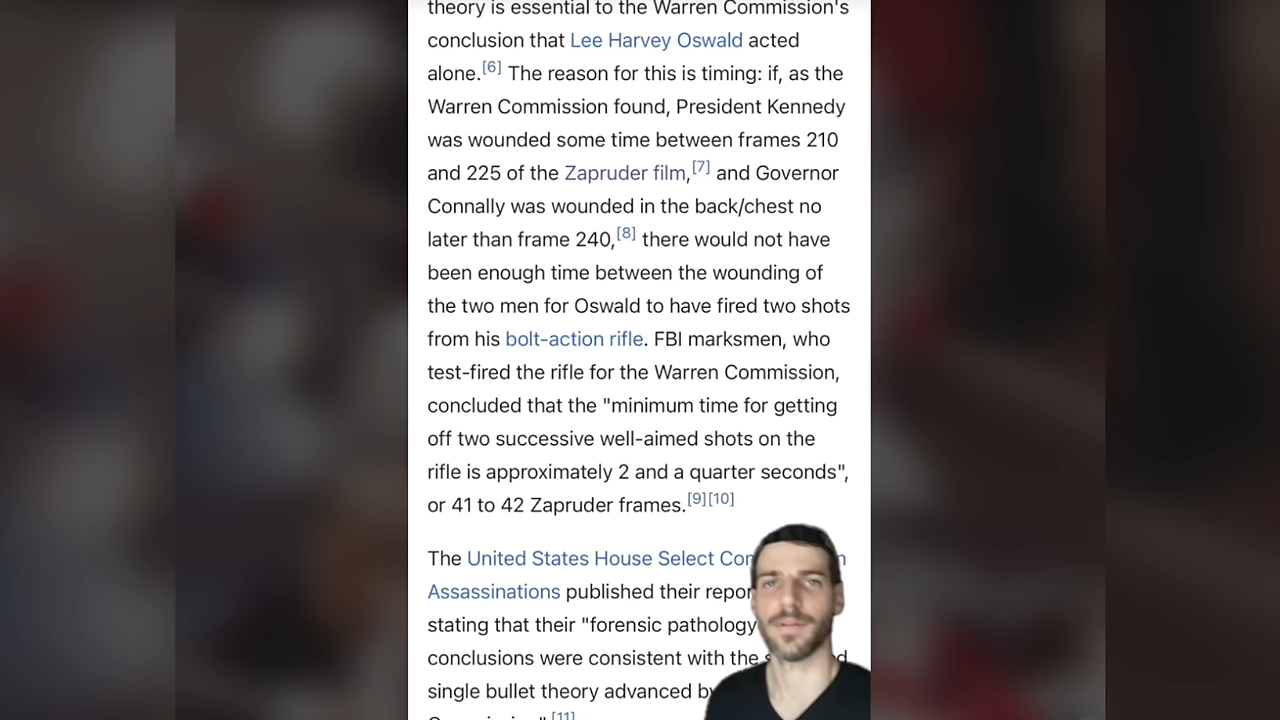 theory is essential to the Warren Commission's
conclusion that Lee Harvey Oswald acted
alone.[6] The reason for this is timing: if, as the
Warren Commission found, President Kennedy
was wounded some time between frames 210
and 225 of the Zapruder film,[7] and Governor
Connally was wounded in the back/chest no
later than frame 240,[8] there would not have
been enough time between the wounding of
the two men for Oswald to have fired two shots
from his bolt-action rifle. FBI marksmen, who
test-fired the rifle for the Warren Commission,
concluded that the "minimum time for getting
off two successive well-aimed shots on the
rifle is approximately 2 and a quarter seconds",
or 41 to 42 Zapruder frames.[9][10]
The United States House Select
Assassinations published their
stating that their "forensic pathology
conclusions were consistent with the
single bullet theory advanced
[11]